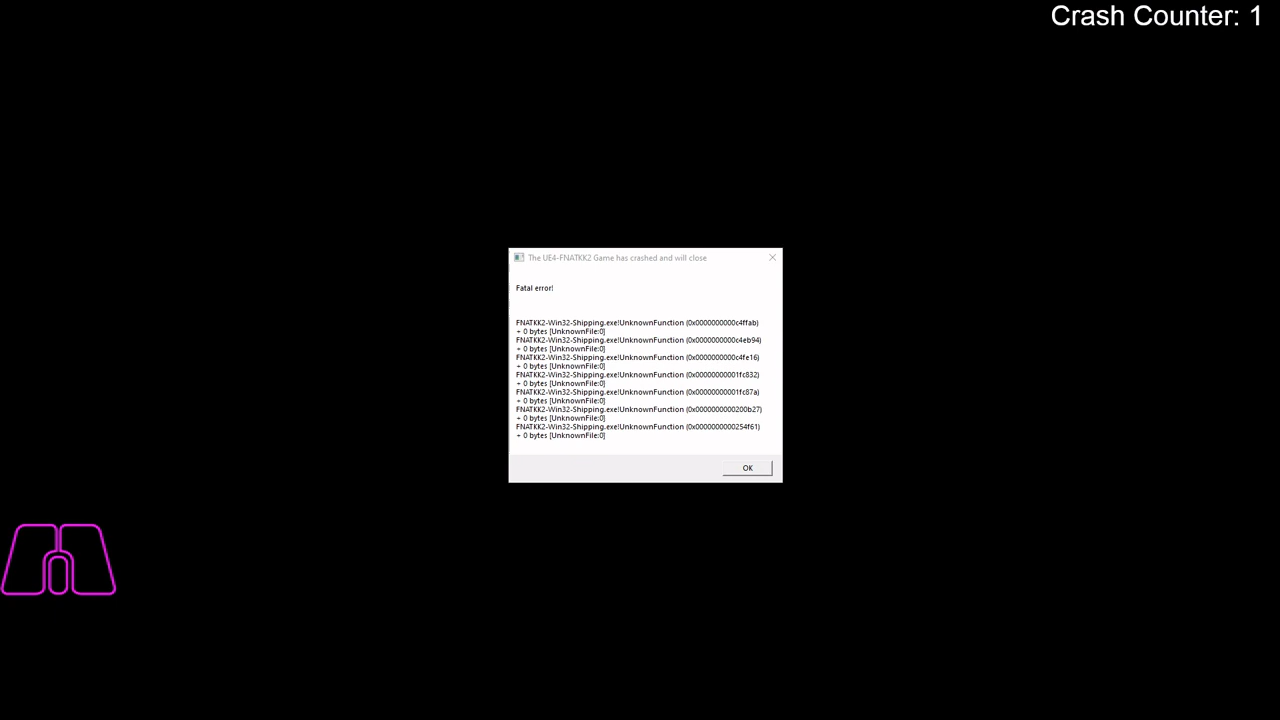 Crash Counter: 1
The UE4-FNATKK2 Game has crashed and will close
Fatal error!
FNATKK2-Win32-Shipping.exe!UnknownFunction (0x0000000000c4ffab)
+ 0 bytes [UnknownFile:0]
FNATKK2-Win32-Shipping.exe!UnknownFunction (0x0000000000c4eb94)
+ 0 bytes [UnknownFile:0]
FNATKK2-Win32-Shipping.exe!UnknownFunction (0x0000000000c4fe16)
+ 0 bytes [UnknownFile:0]
FNATKK2-Win32-Shipping.exe!UnknownFunction (0x00000000001fc832)
+ 0 bytes [UnknownFile:0]
FNATKK2-Win32-Shipping.exe!UnknownFunction (0x00000000001fc87a)
+ 0 bytes [UnknownFile:0]
FNATKK2-Win32-Shipping.exe!UnknownFunction (0x0000000000200b27)
+ 0 bytes [UnknownFile:0]
FNATKK2-Win32-Shipping.exe!UnknownFunction (0x0000000000254f61)
+ 0 bytes [UnknownFile:0]
OK